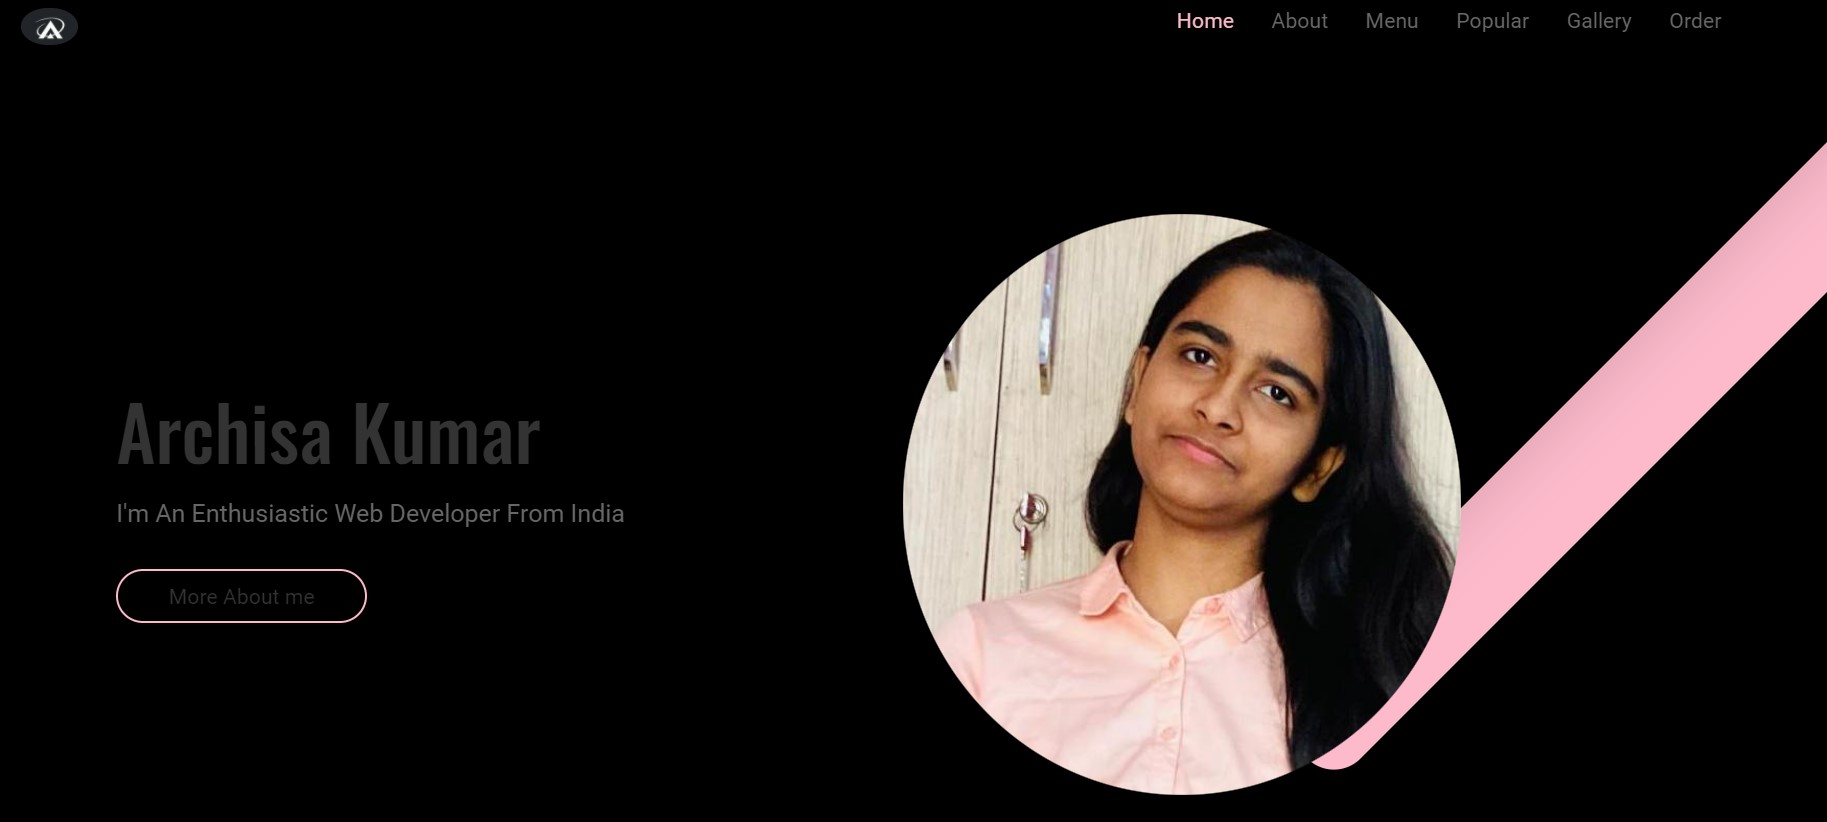 Home About Menu Popular Gallery Order
Archisa Kumar
I'm An Enthusiastic Web Developer From India
More About me